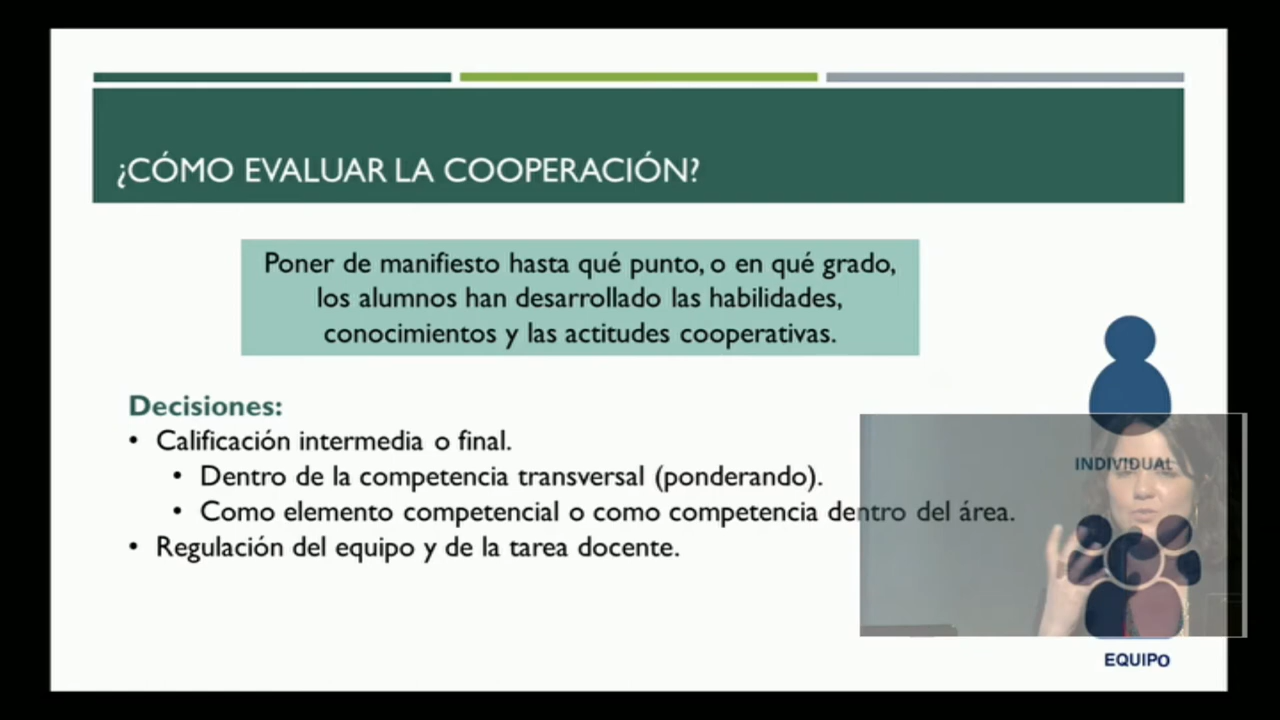 ¿CÓMO EVALUAR LA COOPERACIÓN?
Poner de manifiesto hasta qué punto, o en qué grado,
los alumnos han desarrollado las habilidades,
conocimientos y las actitudes cooperativas.
Decisiones:
• Calificación intermedia o final.
• Dentro de la competencia transversal (ponderando).
• Como elemento competencial o como competencia dentro del área.
• Regulación del equipo y de la tarea docente.
INDIVIDUAL
EQUIPO